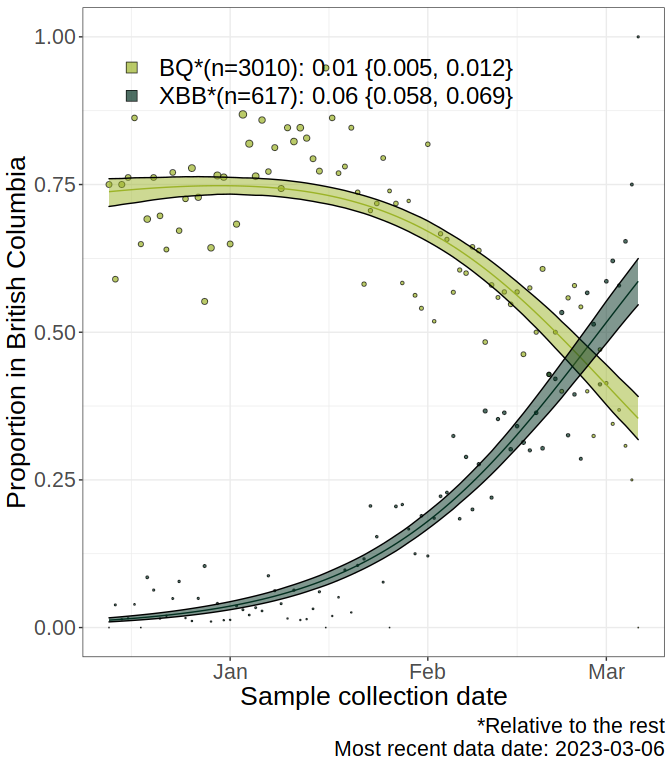 1.00
BQ*(n=3010): 0.01 {0.005, 0.012}
XBB*(n=617): 0.06 {0.058, 0.069}
0.75
0.50
0.25
0.00
Proportion in British Columbia
Jan Feb Mar
Sample collection date
*Relative to the rest
Most recent data date: 2023-03-06